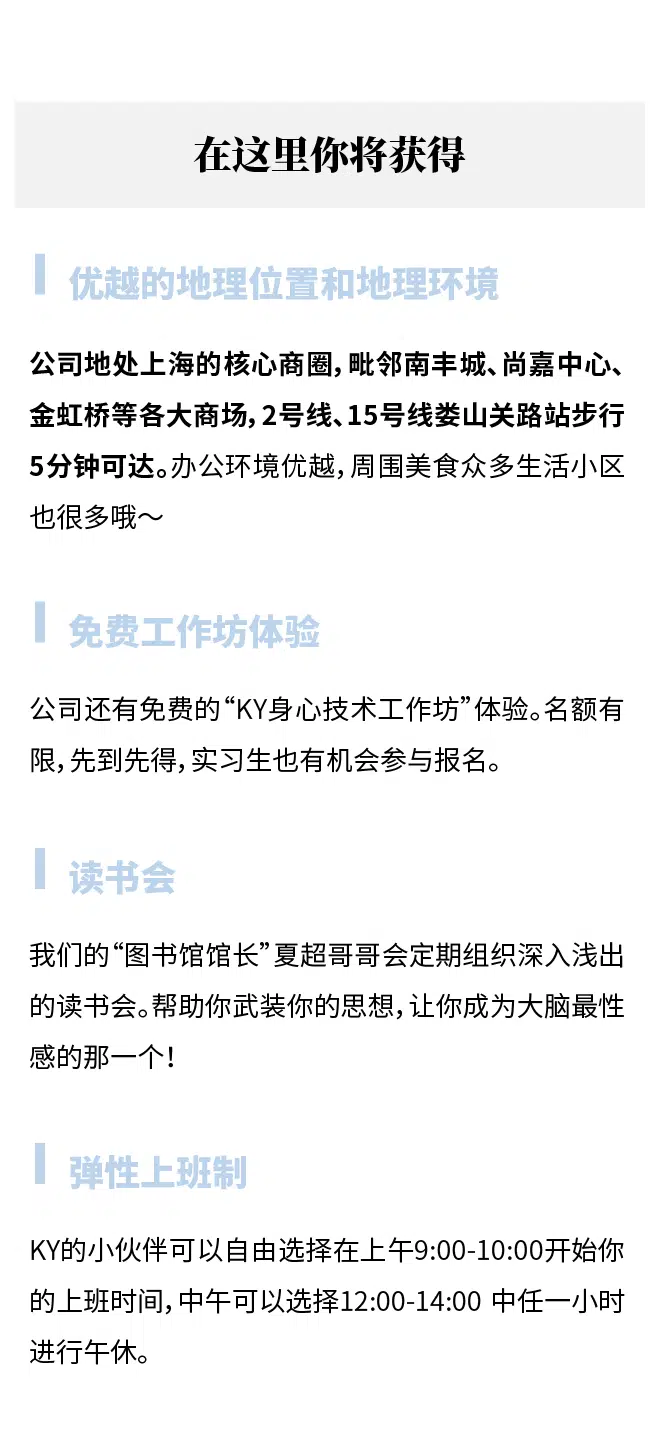 在这里你将获得
优越的地理位置和地理环境
公司地处上海的核心商圈，毗邻南丰城、尚嘉中心、
金虹桥等各大商场，2号线、15号线娄山关路站步行
5分钟可达。办公环境优越，周围美食众多生活小区
也很多哦～
免费工作坊体验
公司还有免费的“KY身心技术工作坊”体验。名额有
限，先到先得，实习生也有机会参与报名。
读书会
我们的“图书馆馆长”夏超哥哥会定期组织深入浅出
的读书会。帮助你武装你的思想，让你成为大脑最性
感的那一个！
弹性上班制
KY的小伙伴可以自由选择在上午9:00-10:00开始你
的上班时间，中午可以选择12:00-14:00 中任一小时
进行午休。